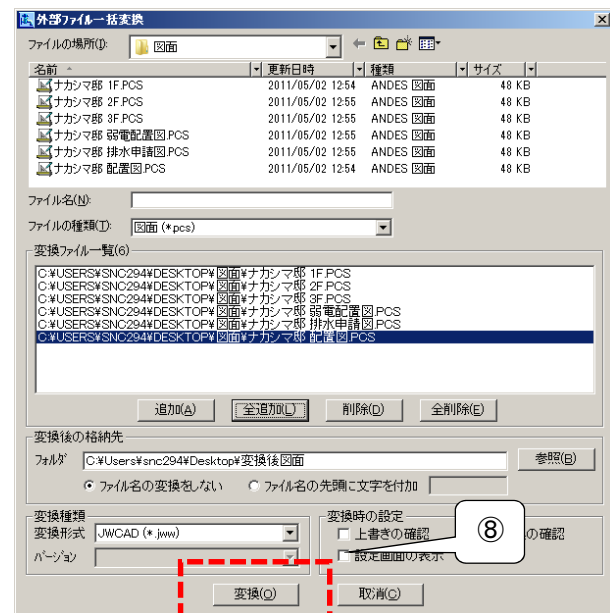 外部ファイル一括変換
ファイルの場所(I): 図面
名前 更新日時 種類 サイズ
ナカシマ邸 1F.PCS 2011/05/02 12:54 ANDES 図面 48 KB
ナカシマ邸 2F.PCS 2011/05/02 12:55 ANDES 図面 48 KB
ナカシマ邸 3F.PCS 2011/05/02 12:55 ANDES 図面 48 KB
ナカシマ邸 弱電配置図.PCS 2011/05/02 12:55 ANDES 図面 48 KB
ナカシマ邸 排水申請図.PCS 2011/05/02 12:55 ANDES 図面 48 KB
ナカシマ邸 配置図.PCS 2011/05/02 12:54 ANDES 図面 48 KB
ファイル名(N):
ファイルの種類(T): 図面 (*pcs)
変換ファイル一覧(6)
C:¥USERS¥SNC294¥DESKTOP¥図面¥ナカシマ邸 1F.PCS
C:¥USERS¥SNC294¥DESKTOP¥図面¥ナカシマ邸 2F.PCS
C:¥USERS¥SNC294¥DESKTOP¥図面¥ナカシマ邸 3F.PCS
C:¥USERS¥SNC294¥DESKTOP¥図面¥ナカシマ邸 弱電配置図.PCS
C:¥USERS¥SNC294¥DESKTOP¥図面¥ナカシマ邸 排水申請図.PCS
C:¥USERS¥SNC294¥DESKTOP¥図面¥ナカシマ邸 配置図.PCS
追加(A) 全追加(L) 削除(D) 全削除(E)
変換後の格納先
フォルダ C:¥Users¥snc294¥Desktop¥変換後図面 参照(B)
ファイル名の変換をしない ファイル名の先頭に文字を付加
変換種類 変換時の設定
変換形式 JWCAD (*.jww) 上書きの確認 の確認
バージョン 設定画面の表示
⑧
変換(O) 取消(C)